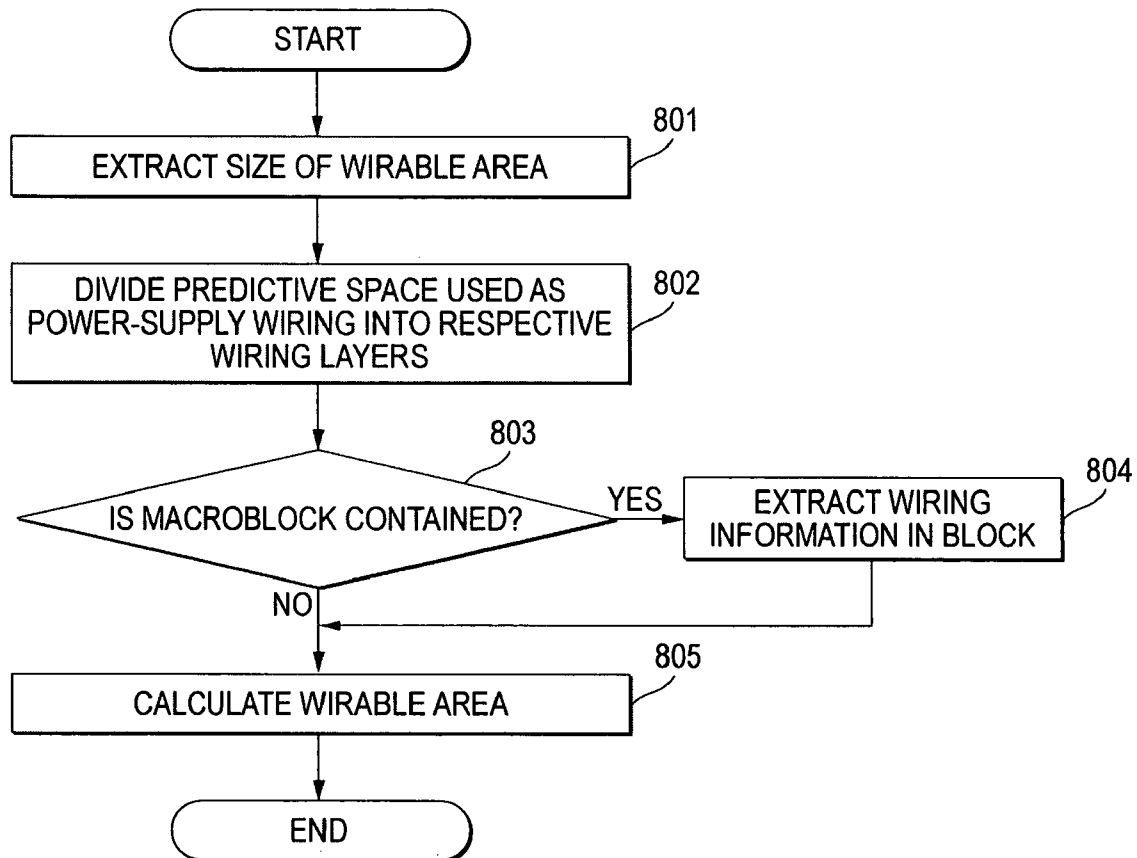 START
801
EXTRACT SIZE OF WIRABLE AREA
802
DIVIDE PREDICTIVE SPACE USED AS
POWER-SUPPLY WIRING INTO RESPECTIVE
WIRING LAYERS
803
IS MACROBLOCK CONTAINED?
YES
804
EXTRACT WIRING
INFORMATION IN BLOCK
NO
805
CALCULATE WIRABLE AREA
END